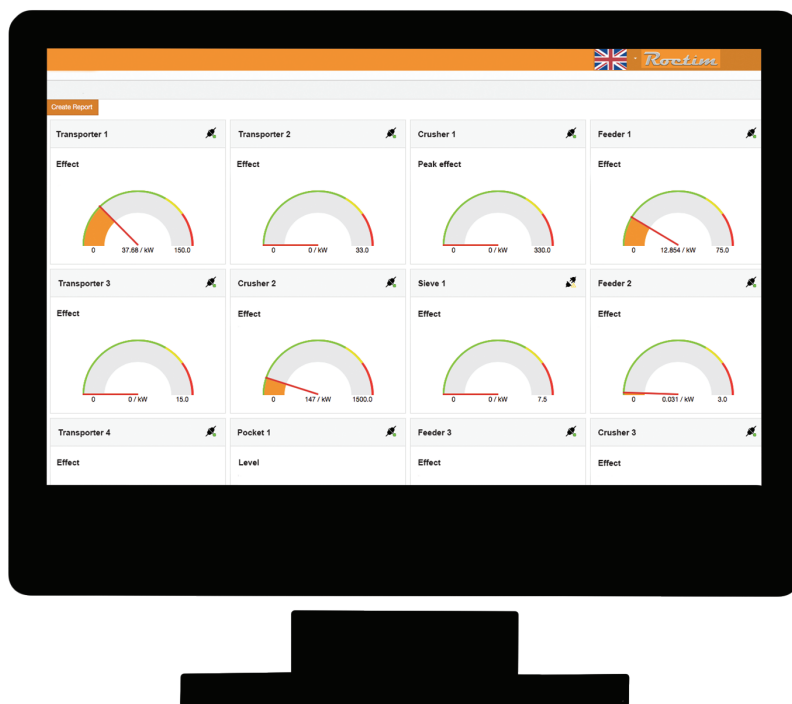 Roctim
Create Report
Transporter 1
Transporter 2
Crusher 1
Feeder 1
Effect
Effect
Peak effect
Effect
0 37.68 / kW 150.0
0 0 / kW 33.0
0 0 / kW 330.0
0 12.854 / kW 75.0
Transporter 3
Crusher 2
Sieve 1
Feeder 2
Effect
Effect
Effect
Effect
0 0 / kW 15.0
0 147 / kW 1500.0
0 0 / kW 7.5
0 0.031 / kW 3.0
Transporter 4
Pocket 1
Feeder 3
Crusher 3
Effect
Level
Effect
Effect